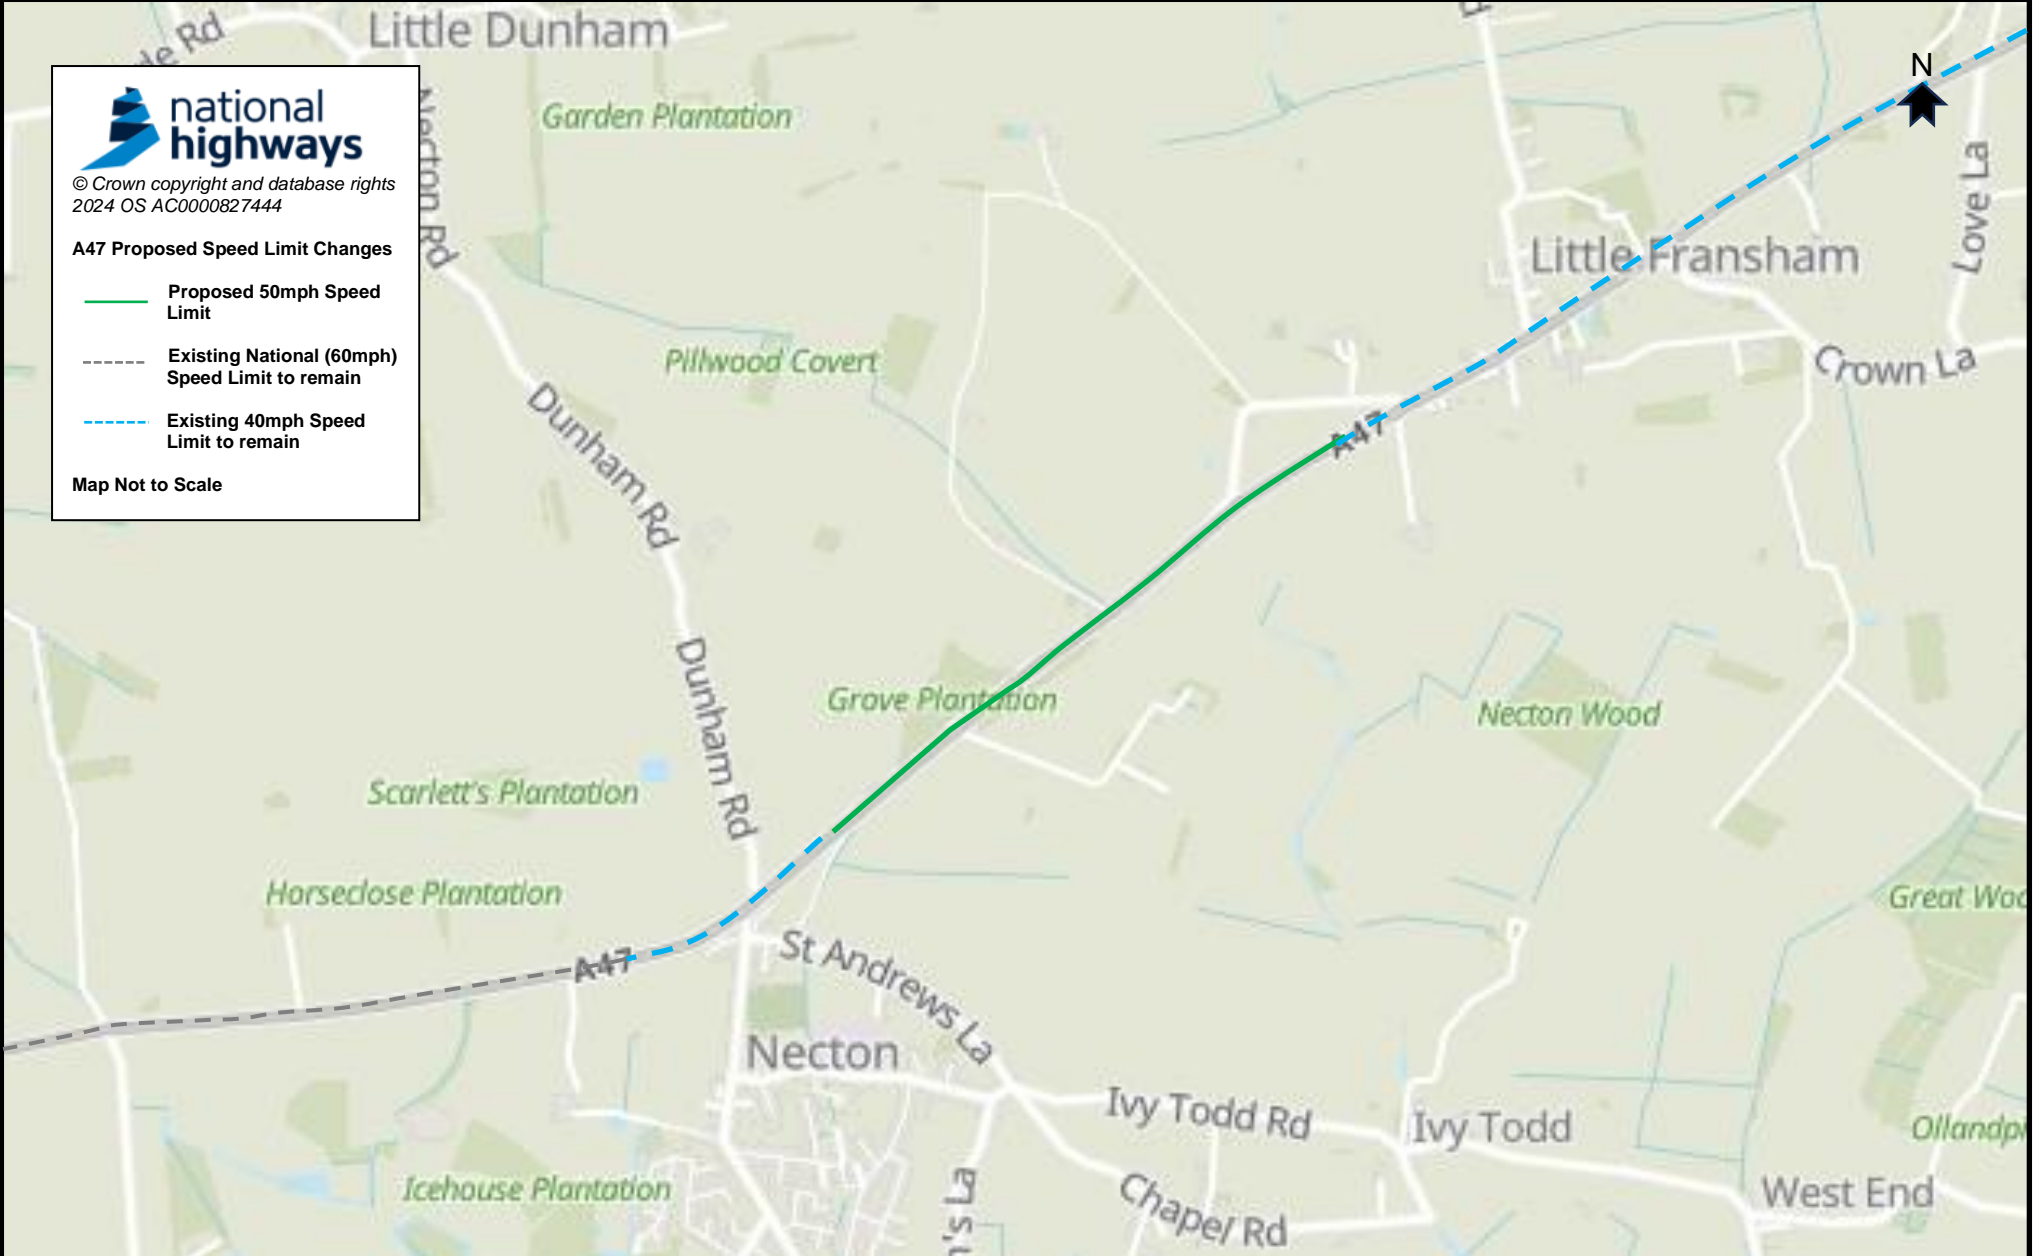 Little Dunham
Rd
national
highways
© Crown copyright and database rights
2024 OS AC0000827444
A47 Proposed Speed Limit Changes
Proposed 50mph Speed
Limit
Existing National (60mph)
Speed Limit to remain
Existing 40mph Speed
Limit to remain
Map Not to Scale
Necton Rd
Garden Plantation
N
Love La
Little Fransham
Crown La
Pillwood Covert
Dunham Rd
A47
Dunham Rd
Grove Plantation
Necton Wood
Scarlett's Plantation
Horseclose Plantation
Great
A47
St Andrews La
Necton
Ivy Todd Rd
Ivy Todd
Icehouse Plantation
Chapel Rd
West End
La